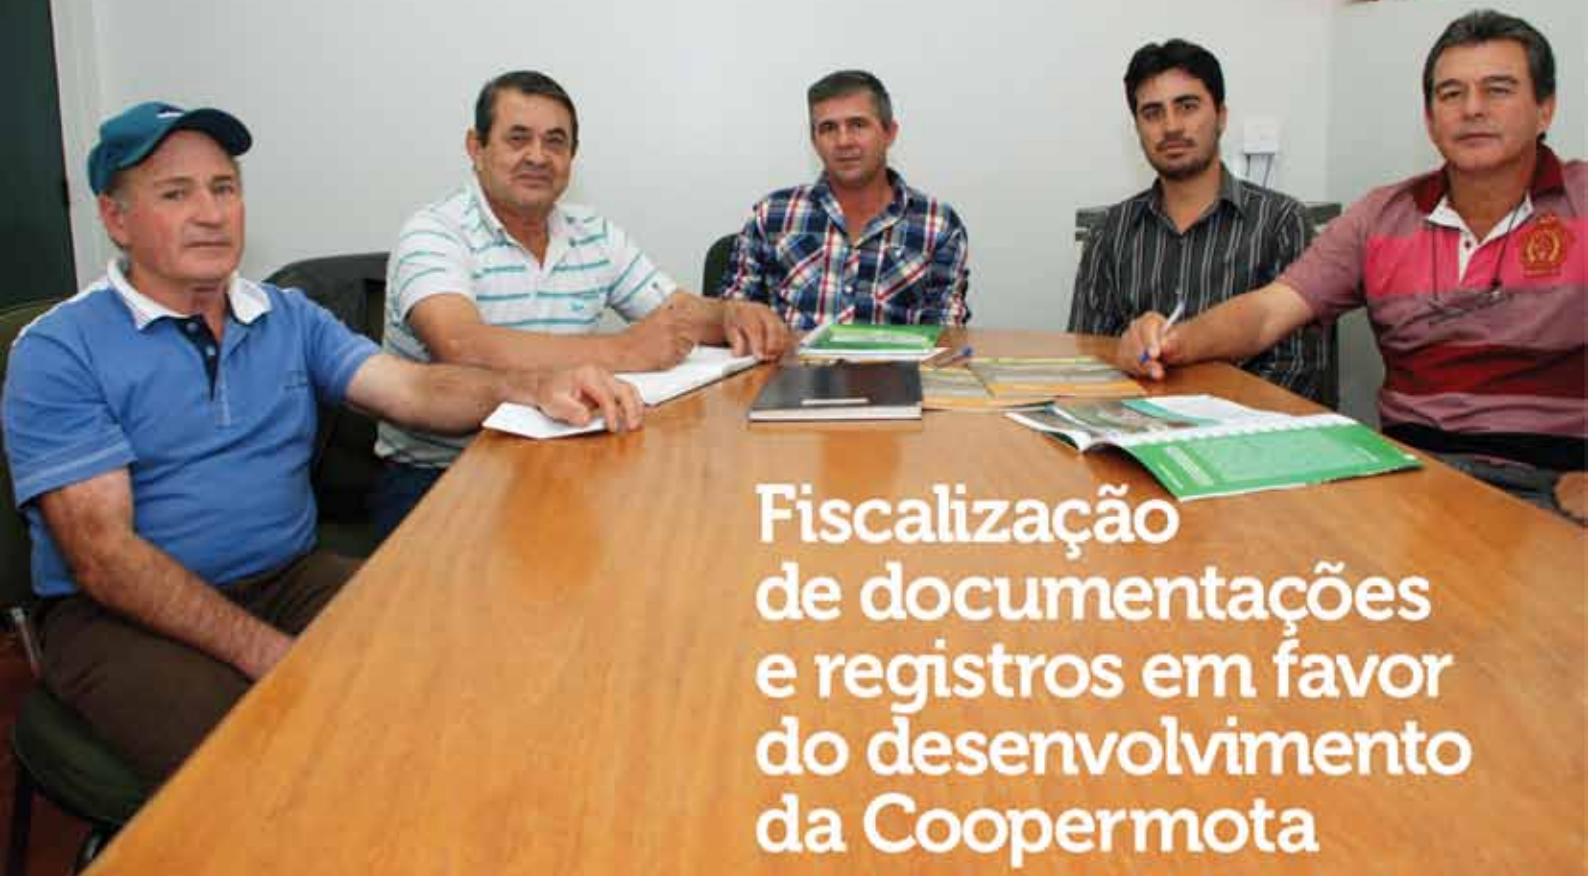 Fiscalização
de documentações
e registros em favor
do desenvolvimento
da Coopermota